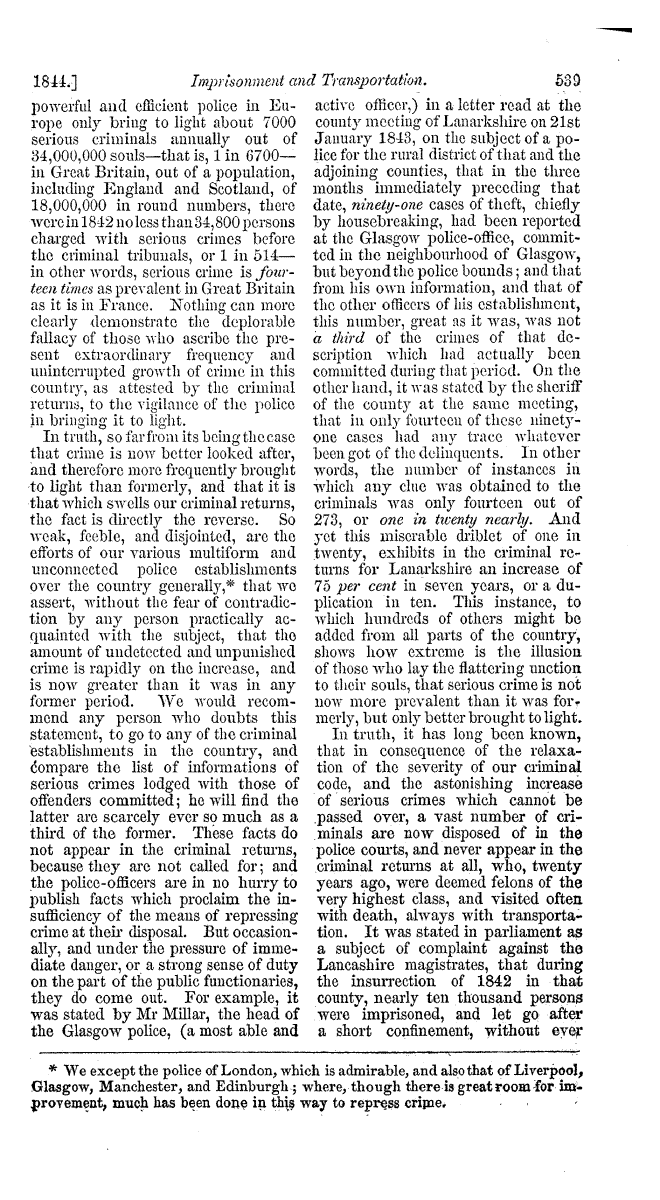 1844.] Imprisonment and Transportation. 539
powerful and efficient police in Eu-
rope only bring to light about 7000
serious criminals annually out of
34,000,000 souls—that is, 1 in 6700—
in Great Britain, out of a population,
including England and Scotland, of
18,000,000 in round numbers, there
were in 1842 no less than 34,800 persons
charged with serious crimes before
the criminal tribunals, or 1 in 514—
in other words, serious crime is four-
teen times as prevalent in Great Britain
as it is in France. Nothing can more
clearly demonstrate the deplorable
fallacy of those who ascribe the pre-
sent extraordinary frequency and
uninterrupted growth of crime in this
country, as attested by the criminal
returns, to the vigilance of the police
in bringing it to light.
In truth, so far from its being the case
that crime is now better looked after,
and therefore more frequently brought
to light than formerly, and that it is
that which swells our criminal returns,
the fact is directly the reverse. So
weak, feeble, and disjointed, are the
efforts of our various multiform and
unconnected police establishments
over the country generally,* that we
assert, without the fear of contradic-
tion by any person practically ac-
quainted with the subject, that the
amount of undetected and unpunished
crime is rapidly on the increase, and
is now greater than it was in any
former period. We would recom-
mend any person who doubts this
statement, to go to any of the criminal
establishments in the country, and
compare the list of informations of
serious crimes lodged with those of
offenders committed; he will find the
latter are scarcely ever so much as a
third of the former. These facts do
not appear in the criminal returns,
because they are not called for; and
the police-officers are in no hurry to
publish facts which proclaim the in-
sufficiency of the means of repressing
crime at their disposal. But occasion-
ally, and under the pressure of imme-
diate danger, or a strong sense of duty
on the part of the public functionaries,
they do come out. For example, it
was stated by Mr Millar, the head of
the Glasgow police, (a most able and
active officer,) in a letter read at the
county meeting of Lanarkshire on 21st
January 1843, on the subject of a po-
lice for the rural district of that and the
adjoining counties, that in the three
months immediately preceding that
date, ninety-one cases of theft, chiefly
by housebreaking, had been reported
at the Glasgow police-office, commit-
ted in the neighbourhood of Glasgow,
but beyond the police bounds; and that
from his own information, and that of
the other officers of his establishment,
this number, great as it was, was not
a third of the crimes of that de-
scription which had actually been
committed during that period. On the
other hand, it was stated by the sheriff
of the county at the same meeting,
that in only fourteen of these ninety-
one cases had any trace whatever
been got of the delinquents. In other
words, the number of instances in
which any clue was obtained to the
criminals was only fourteen out of
273, or one in twenty nearly. And
yet this miserable driblet of one in
twenty, exhibits in the criminal re-
turns for Lanarkshire an increase of
75 per cent in seven years, or a du-
plication in ten. This instance, to
which hundreds of others might be
added from all parts of the country,
shows how extreme is the illusion
of those who lay the flattering unction
to their souls, that serious crime is not
now more prevalent than it was for-
merly, but only better brought to light.
In truth, it has long been known,
that in consequence of the relaxa-
tion of the severity of our criminal
code, and the astonishing increase
of serious crimes which cannot be
passed over, a vast number of cri-
minals are now disposed of in the
police courts, and never appear in the
criminal returns at all, who, twenty
years ago, were deemed felons of the
very highest class, and visited often
with death, always with transporta-
tion. It was stated in parliament as
a subject of complaint against the
Lancashire magistrates, that during
the insurrection of 1842 in that
county, nearly ten thousand persons
were imprisoned, and let go after
a short confinement, without ever
* We except the police of London, which is admirable, and also that of Liverpool,
Glasgow, Manchester, and Edinburgh; where, though there is great room for im-
provement, much has been done in this way to repress crime.